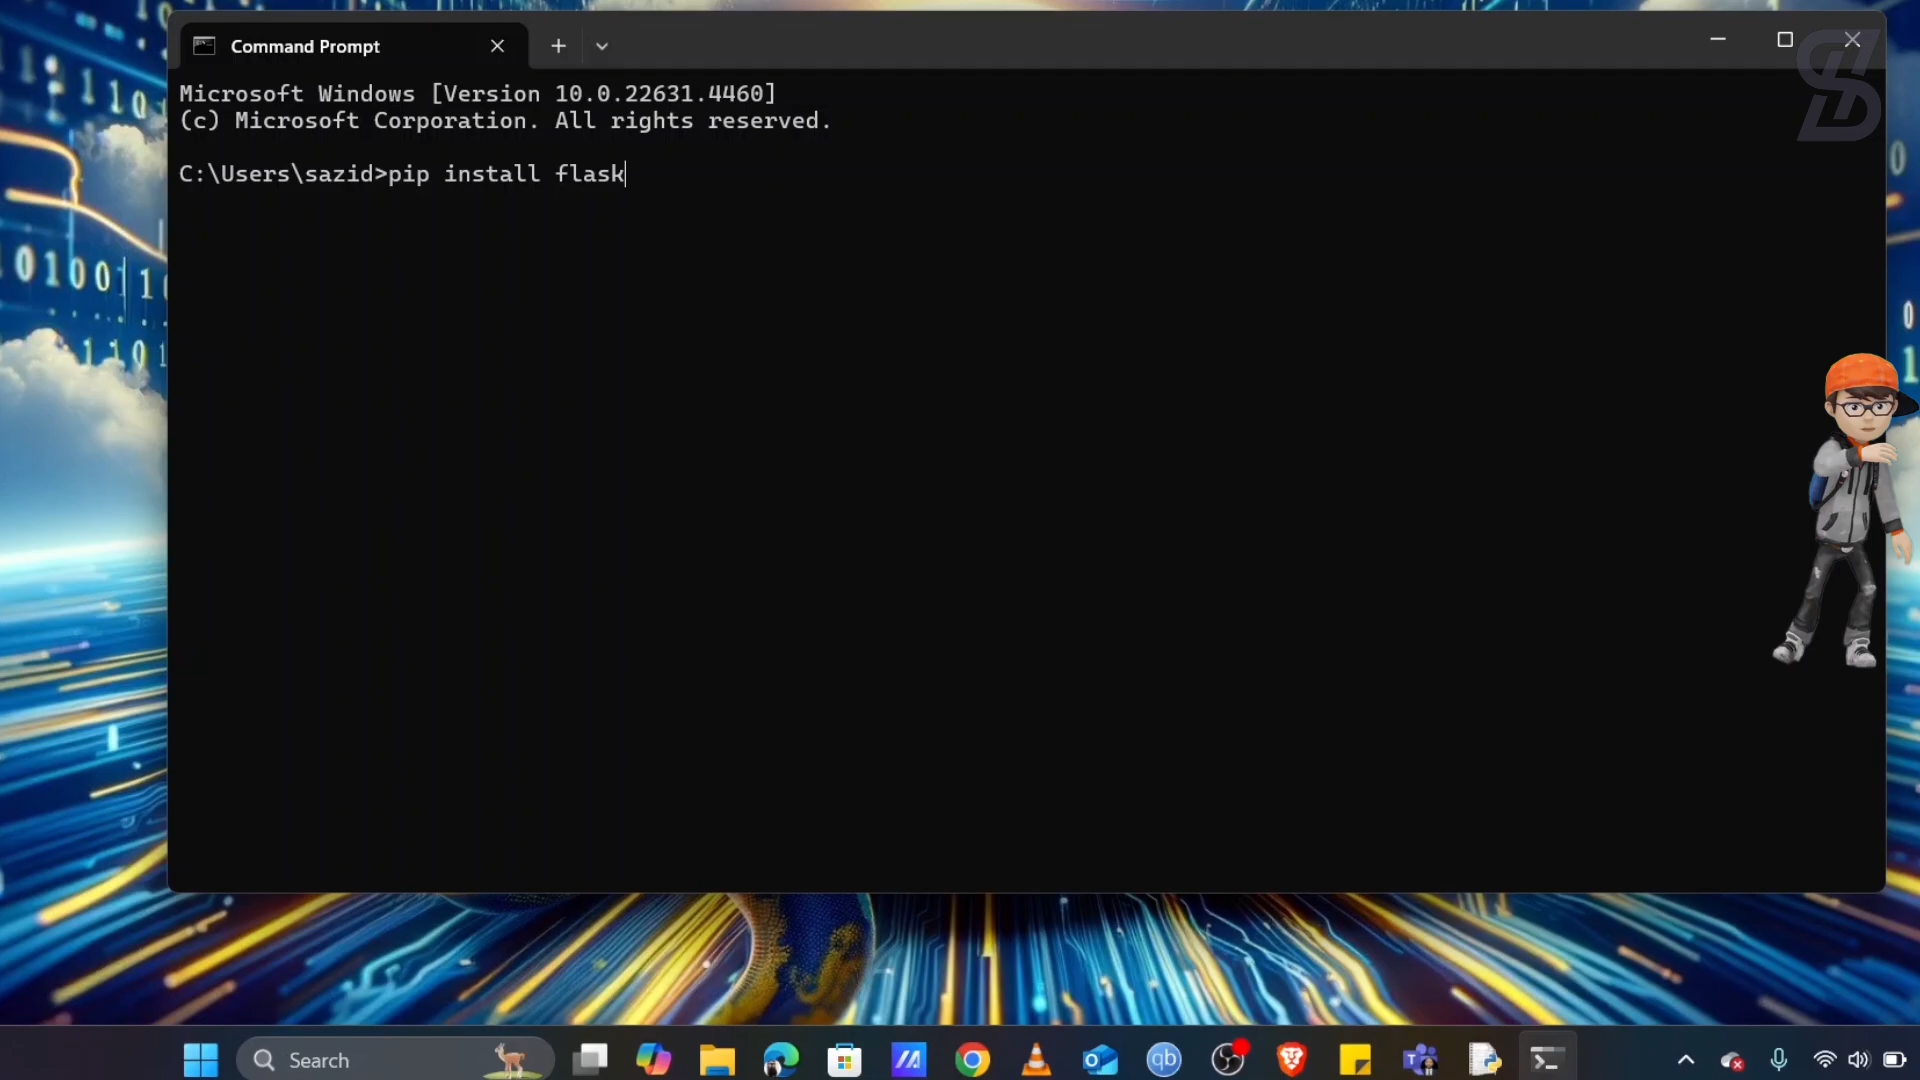 Command Prompt
Microsoft Windows [Version 10.0.22631.4460]
(c) Microsoft Corporation. All rights reserved.
C:\Users\sazid>pip install flask
Search